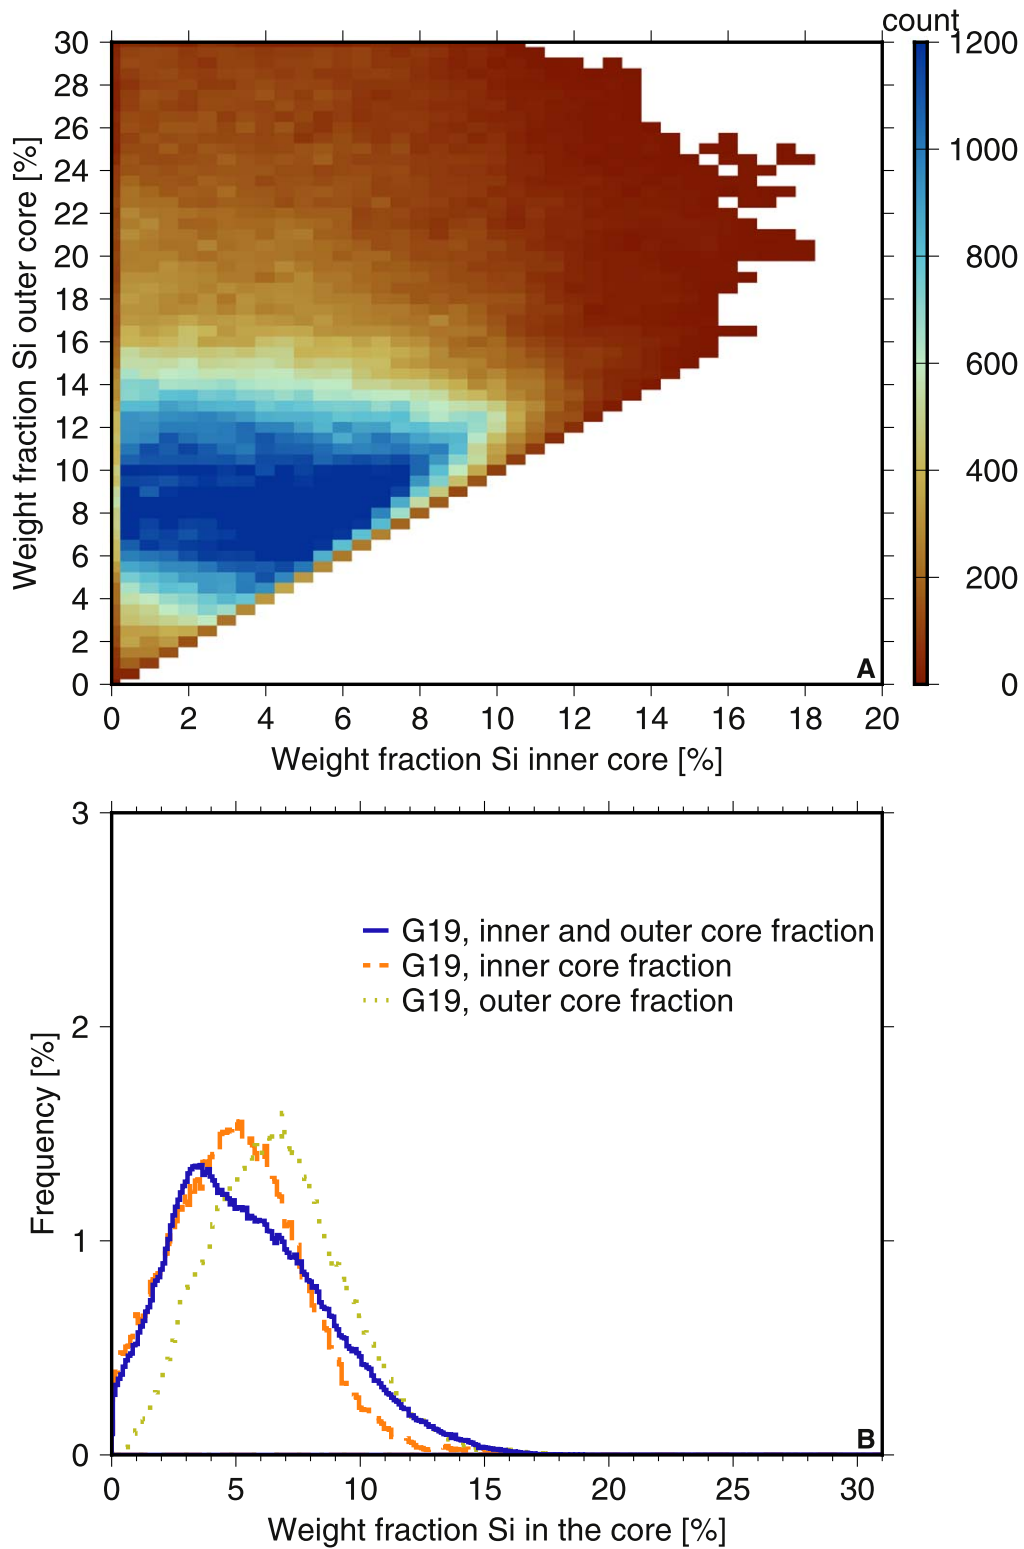 count
30
28
26
24
22
20
18
16
14
12
10
8
6
4
2
0
Weight fraction Si outer core [%]
1200
1000
800
600
400
200
0
A
0 2 4 6 8 10 12 14 16 18 20
Weight fraction Si inner core [%]
3
2
1
0
Frequency [%]
G19, inner and outer core fraction
G19, inner core fraction
G19, outer core fraction
B
0 5 10 15 20 25 30
Weight fraction Si in the core [%]